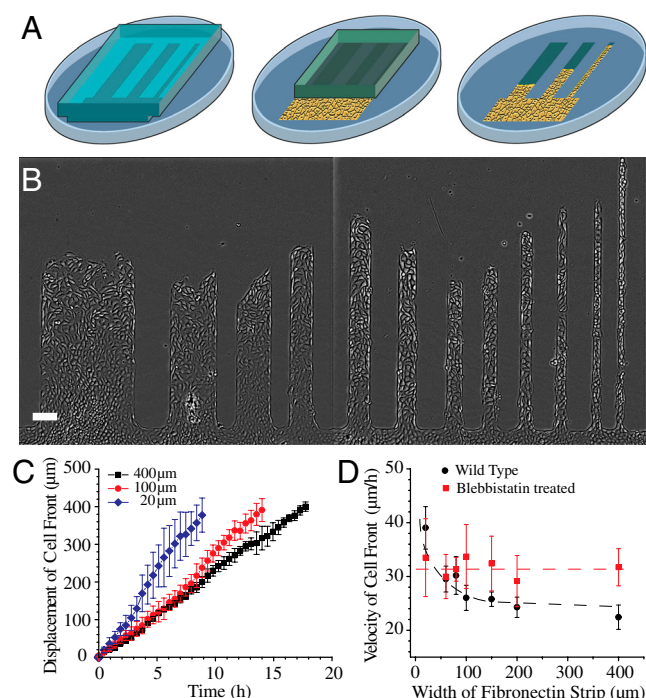 A
B
C
Displacement of Cell Front (µm)
500
400
300
200
100
0
400µm
100µm
20µm
0
5
10
15
20
Time (h)
D
Velocity of Cell Front (µm/h)
50
40
30
20
Wild Type
Blebbistatin treated
0
100
200
300
400
Width of Fibronectin Strip (µm)